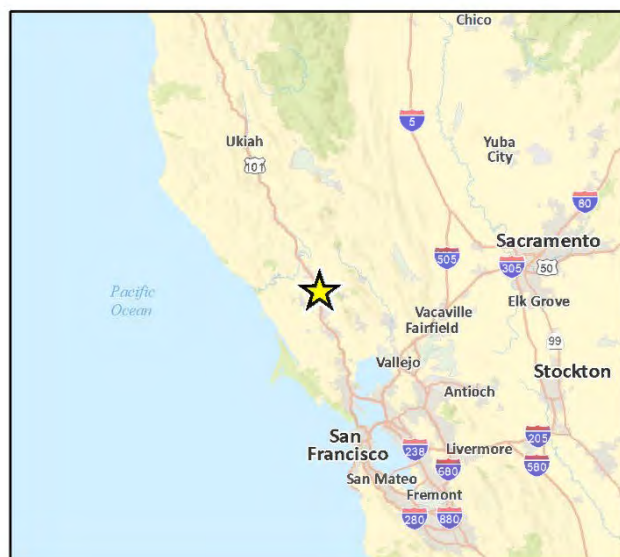 Chico
5
Ukiah
101
Yuba
City
80
Sacramento
505
305
50
Pacific
Ocean
Elk Grove
Vacaville
Fairfield
99
Vallejo
Stockton
Antioch
San
Francisco
238
Livermore
205
680
580
San Mateo
Fremont
280
880